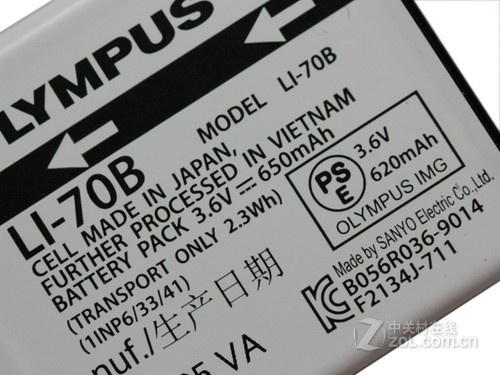 OLYMPUS
LI-70B
MODEL LI-70B
CELL MADE IN JAPAN,
FURTHER PROCESSED IN VIETNAM
BATTERY PACK 3.6V 650mAh
(TRANSPORT ONLY 2.3Wh)
(1INP6/33/41)
nuf./生产日期
VA
PS
E
3.6V
620mAh
OLYMPUS IMG
Made by SANYO Electric Co.,Ltd.
B056R036-9014
F2134J-711
中关村在线
ZOL.com.cn